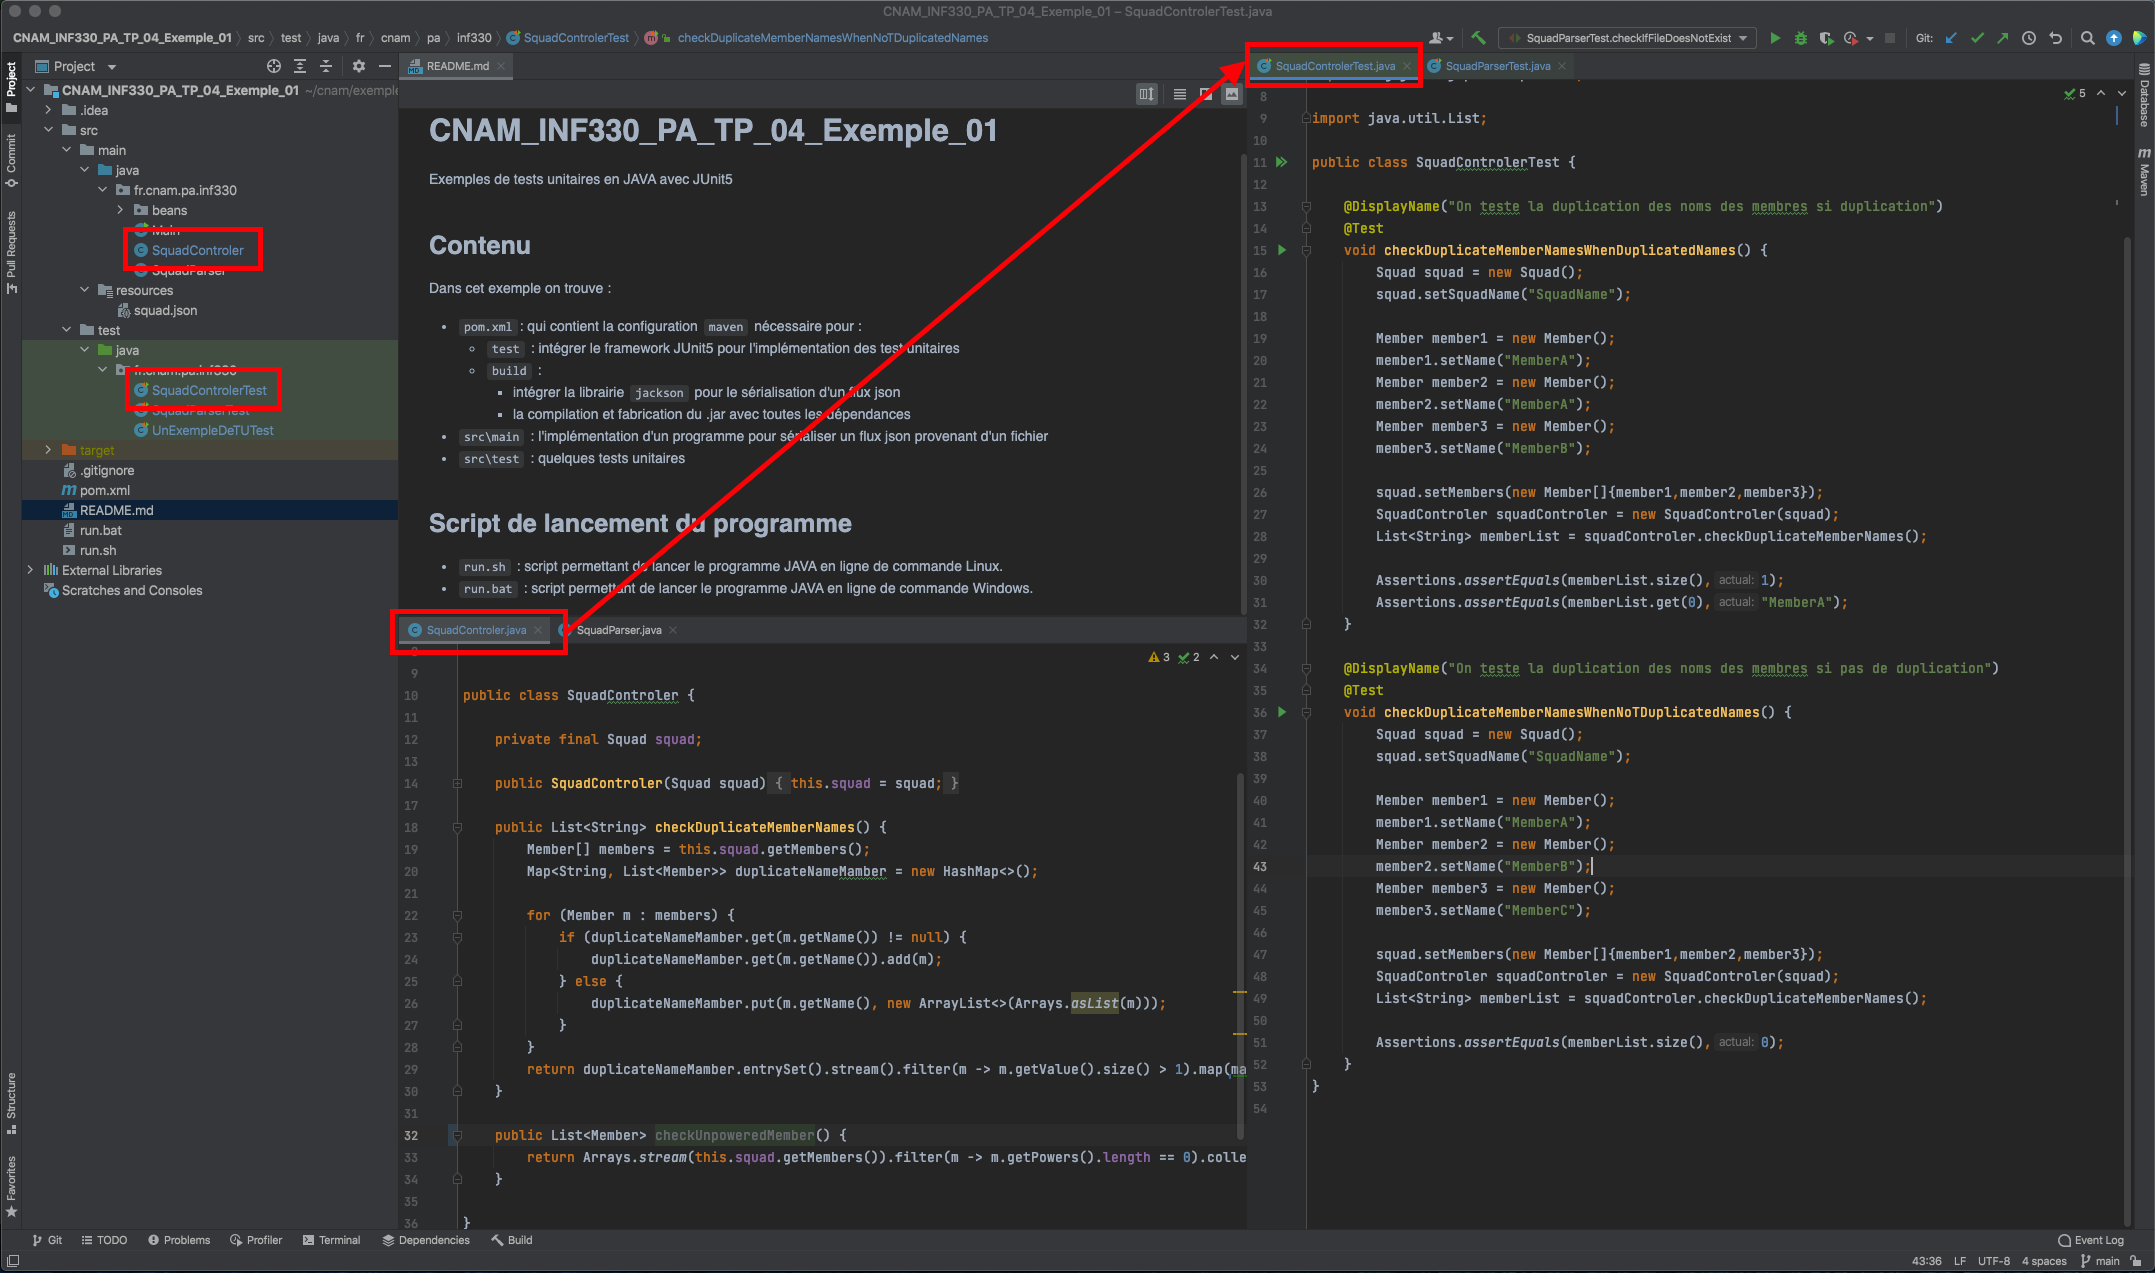 CNAM_INF330_PA_TP_04_Exemple_01 – SquadControlerTest.java
CNAM_INF330_PA_TP_04_Exemple_01 src test java fr cnam pa inf330 SquadControlerTest checkDuplicateMemberNamesWhenNoTDuplicatedNames
SquadParserTest.checkIfFileDoesNotExist
Git:
Project
Commit
Pull Requests
Structure
Favorites
Project
CNAM_INF330_PA_TP_04_Exemple_01 ~/cnam/exemple
.idea
src
main
java
fr.cnam.pa.inf330
beans
Main
SquadControler
SquadParser
resources
squad.json
test
java
fr.cnam.pa.inf330
SquadControlerTest
SquadParserTest
UnExempleDeTUTest
target
.gitignore
pom.xml
README.md
run.bat
run.sh
External Libraries
Scratches and Consoles
README.md
CNAM_INF330_PA_TP_04_Exemple_01
Exemples de tests unitaires en JAVA avec JUnit5
Contenu
Dans cet exemple on trouve :
• pom.xml : qui contient la configuration maven nécessaire pour :
test : intégrer le framework JUnit5 pour l'implémentation des test unitaires
build :
intégrer la librairie jackson pour le sérialisation d'un flux json
la compilation et fabrication du .jar avec toutes les dépendances
• src\main : l'implémentation d'un programme pour sérialiser un flux json provenant d'un fichier
• src\test : quelques tests unitaires
Script de lancement du programme
• run.sh : script permettant de lancer le programme JAVA en ligne de commande Linux.
• run.bat : script permettant de lancer le programme JAVA en ligne de commande Windows.
SquadControler.java SquadParser.java
3 2
8
9
10 public class SquadControler {
11
12 private final Squad squad;
13
14 public SquadControler(Squad squad) { this.squad = squad; }
17
18 public List<String> checkDuplicateMemberNames() {
19 Member[] members = this.squad.getMembers();
20 Map<String, List<Member>> duplicateNameMamber = new HashMap<>();
21
22 for (Member m : members) {
23 if (duplicateNameMamber.get(m.getName()) != null) {
24 duplicateNameMamber.get(m.getName()).add(m);
25 } else {
26 duplicateNameMamber.put(m.getName(), new ArrayList<>(Arrays.asList(m)));
27 }
28 }
29 return duplicateNameMamber.entrySet().stream().filter(m -> m.getValue().size() > 1).map(ma
30 }
31
32 public List<Member> checkUnpoweredMember() {
33 return Arrays.stream(this.squad.getMembers()).filter(m -> m.getPowers().length == 0).colle
34 }
35
36 }
SquadControlerTest.java SquadParserTest.java
5
8
9 import java.util.List;
10
11 public class SquadControlerTest {
12
13 @DisplayName("On teste la duplication des noms des membres si duplication")
14 @Test
15 void checkDuplicateMemberNamesWhenDuplicatedNames() {
16 Squad squad = new Squad();
17 squad.setSquadName("SquadName");
18
19 Member member1 = new Member();
20 member1.setName("MemberA");
21 Member member2 = new Member();
22 member2.setName("MemberA");
23 Member member3 = new Member();
24 member3.setName("MemberB");
25
26 squad.setMembers(new Member[]{member1,member2,member3});
27 SquadControler squadControler = new SquadControler(squad);
28 List<String> memberList = squadControler.checkDuplicateMemberNames();
29
30 Assertions.assertEquals(memberList.size(), actual: 1);
31 Assertions.assertEquals(memberList.get(0), actual: "MemberA");
32 }
33
34 @DisplayName("On teste la duplication des noms des membres si pas de duplication")
35 @Test
36 void checkDuplicateMemberNamesWhenNoTDuplicatedNames() {
37 Squad squad = new Squad();
38 squad.setSquadName("SquadName");
39
40 Member member1 = new Member();
41 member1.setName("MemberA");
42 Member member2 = new Member();
43 member2.setName("MemberB");
44 Member member3 = new Member();
45 member3.setName("MemberC");
46
47 squad.setMembers(new Member[]{member1,member2,member3});
48 SquadControler squadControler = new SquadControler(squad);
49 List<String> memberList = squadControler.checkDuplicateMemberNames();
50
51 Assertions.assertEquals(memberList.size(), actual: 0);
52 }
53 }
54
Database
Maven
Git TODO Problems Profiler Terminal Dependencies Build Event Log
43:36 LF UTF-8 4 spaces main